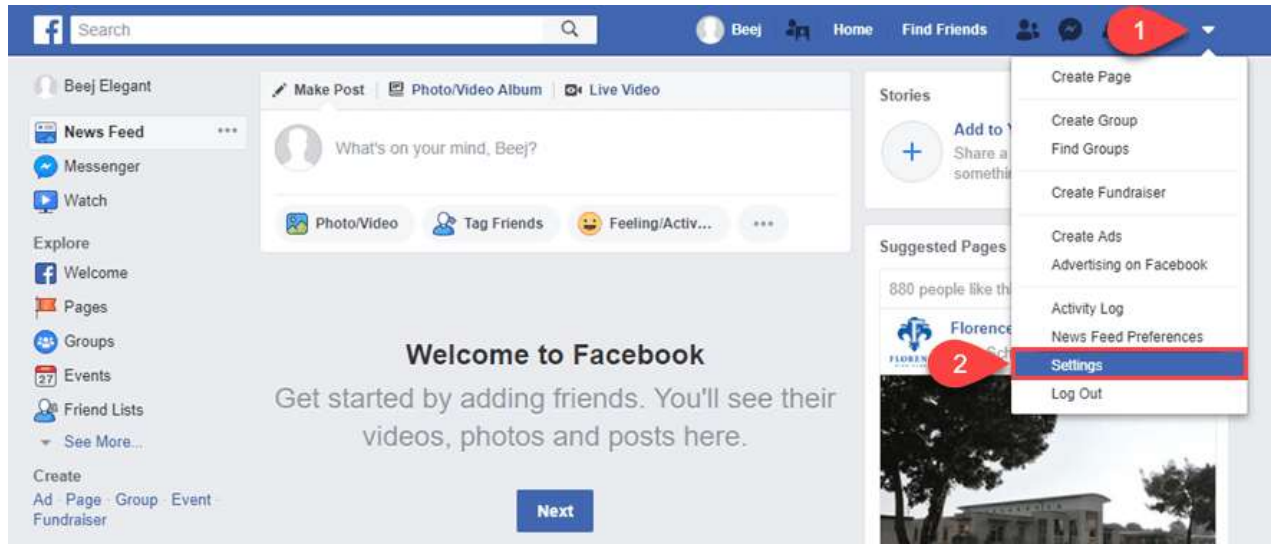 Search
Beej
Home
Find Friends
1
Beej Elegant
News Feed
Messenger
Watch
Explore
Welcome
Pages
Groups
27
Events
Friend Lists
See More...
Create
Ad · Page · Group · Event ·
Fundraiser
Make Post
Photo/Video Album
Live Video
What's on your mind, Beej?
Photo/Video
Tag Friends
Feeling/Activ...
Welcome to Facebook
Get started by adding friends. You'll see their
videos, photos and posts here.
Next
Stories
Add to
Share a
Suggested Pages
880 people like
Florence
2
Create Page
Create Group
Find Groups
Create Fundraiser
Create Ads
Advertising on Facebook
Activity Log
News Feed Preferences
Settings
Log Out